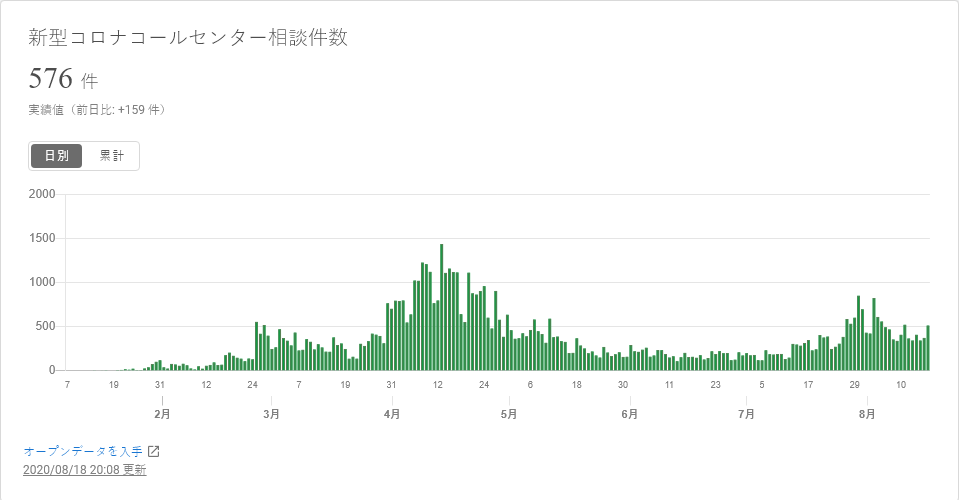 新型コロナコールセンター相談件数
576 件
実績値（前日比: +159 件）
日別 累計
2000
1500
1000
500
0
7 19 31 12 24 7 19 31 12 24 6 18 30 11 23 5 17 29 10
2月 3月 4月 5月 6月 7月 8月
オープンデータを入手
2020/08/18 20:08 更新